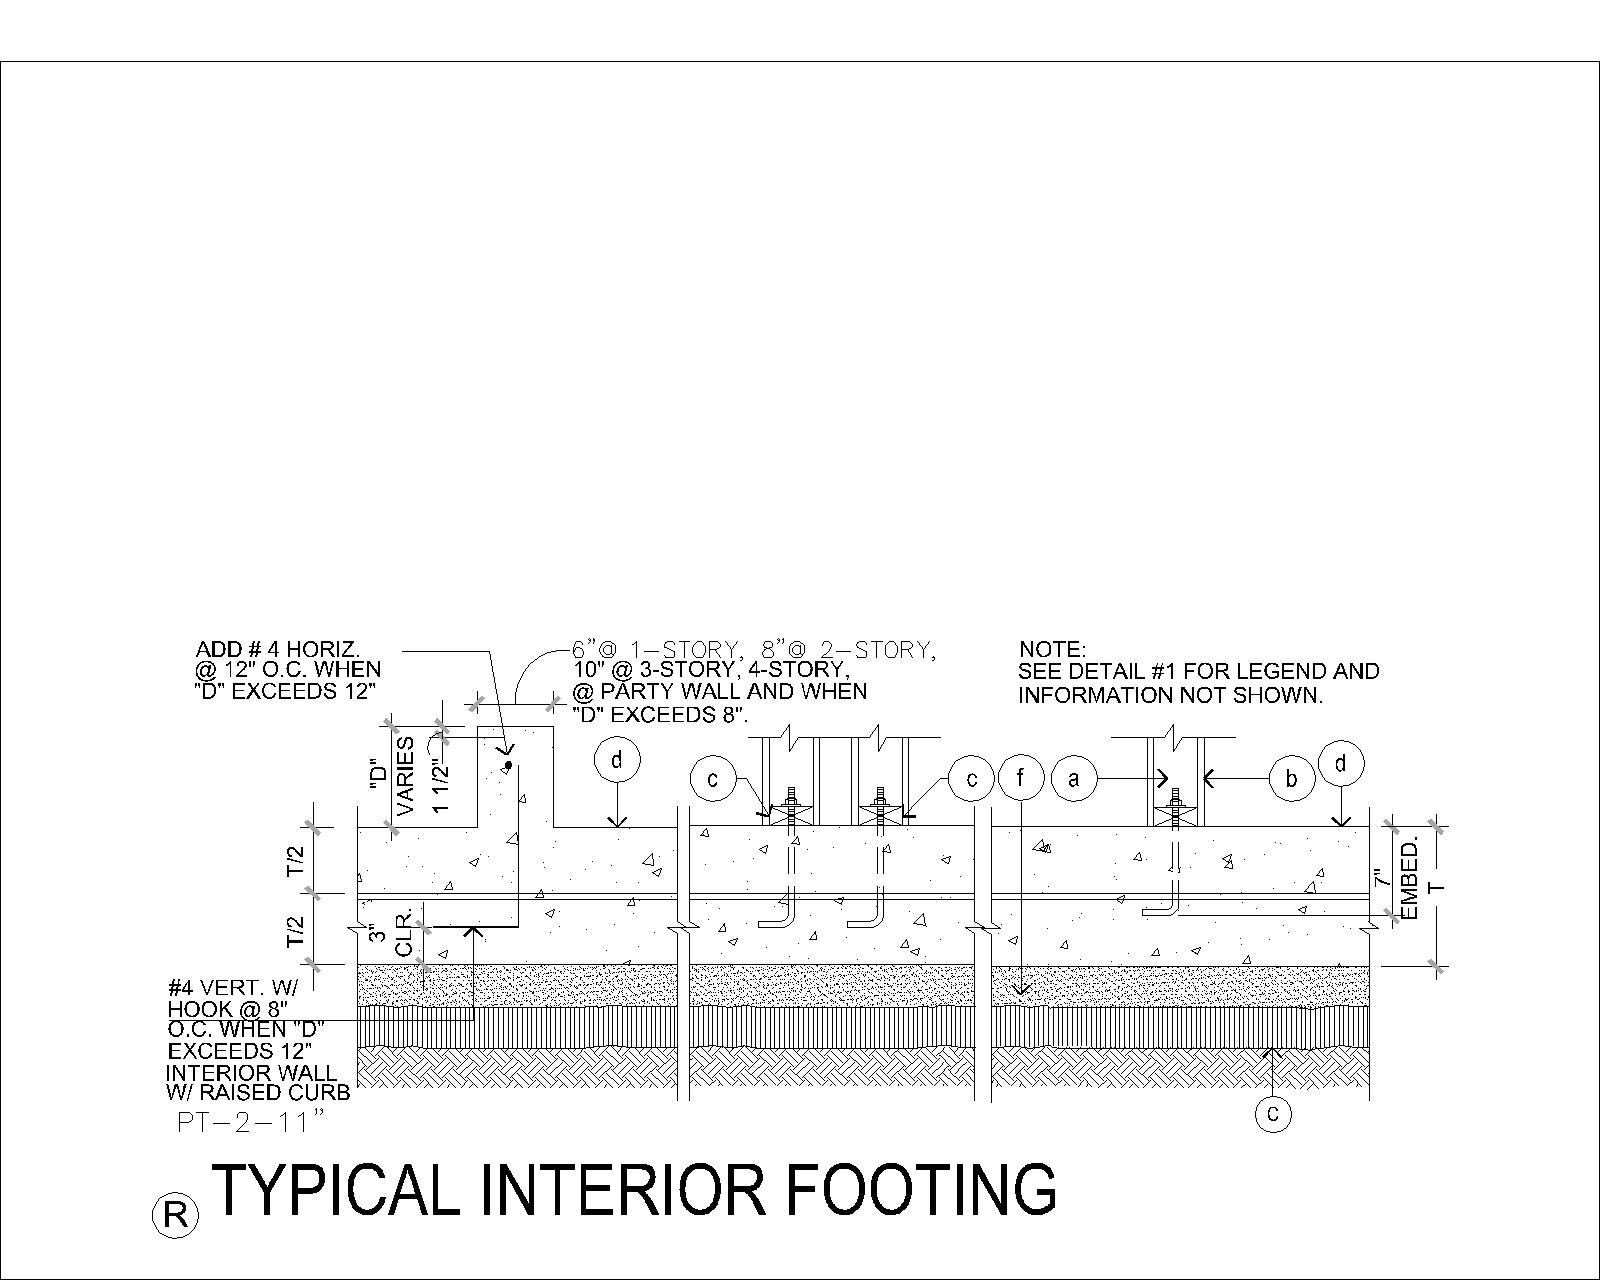 ADD # 4 HORIZ.
@ 12" O.C. WHEN
"D" EXCEEDS 12"
6"@ 1-STORY, 8"@ 2-STORY,
10" @ 3-STORY, 4-STORY,
@ PARTY WALL AND WHEN
"D" EXCEEDS 8".
NOTE:
SEE DETAIL #1 FOR LEGEND AND
INFORMATION NOT SHOWN.
"D"
VARIES
1 1/2"
d
c
c
f
a
b
d
T/2
T/2
3"
CLR.
7"
EMBED.
T
#4 VERT. W/
HOOK @ 8"
O.C. WHEN "D"
EXCEEDS 12"
INTERIOR WALL
W/ RAISED CURB
PT-2-11"
c
R
TYPICAL INTERIOR FOOTING